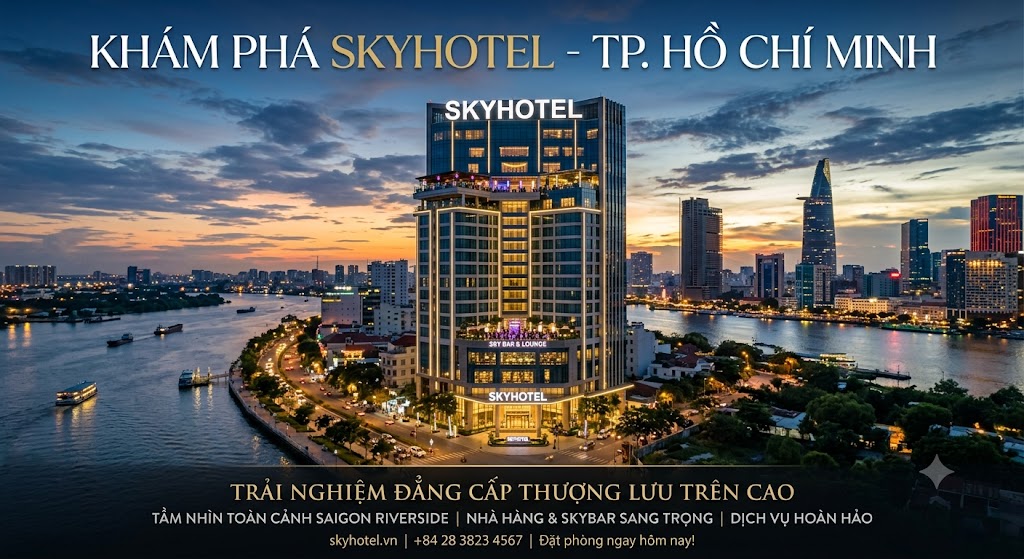 KHÁM PHÁ SKYHOTEL - TP. HỒ CHÍ MINH
SKYHOTEL
SRY BAR & LOUNGE
SKYHOTEL
TRẢI NGHIỆM ĐẲNG CẤP THƯỢNG LƯU TRÊN CAO
TẦM NHÌN TOÀN CẢNH SAIGON RIVERSIDE | NHÀ HÀNG & SKYBAR SANG TRỌNG | DỊCH VỤ HOÀN HẢO
skyhotel.vn | +84 28 3823 4567 | Đặt phòng ngay hôm nay!